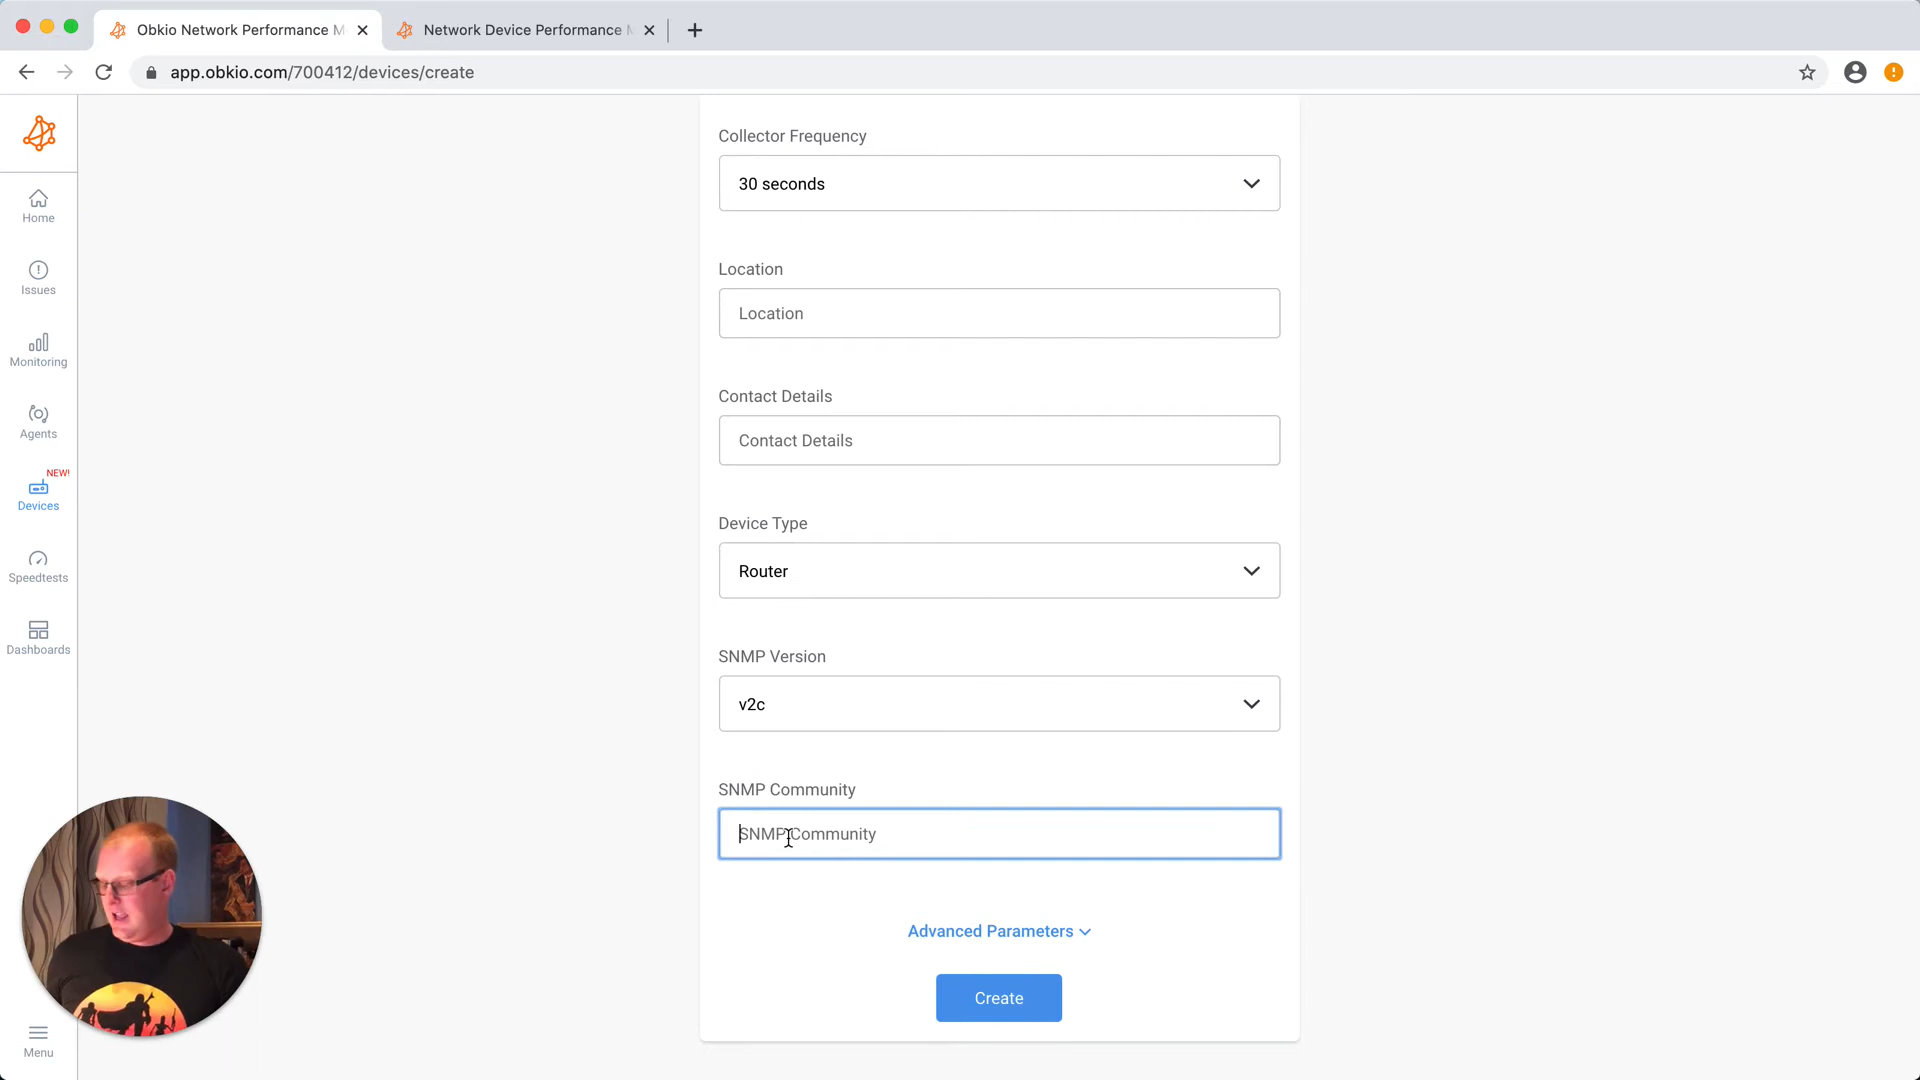 Obkio Network Performance M
Network Device Performance M
app.obkio.com/700412/devices/create
Home
Issues
Monitoring
Agents
NEW!
Devices
Speedtests
Dashboards
Menu
Collector Frequency
30 seconds
Location
Location
Contact Details
Contact Details
Device Type
Router
SNMP Version
v2c
SNMP Community
SNMP Community
Advanced Parameters
Create